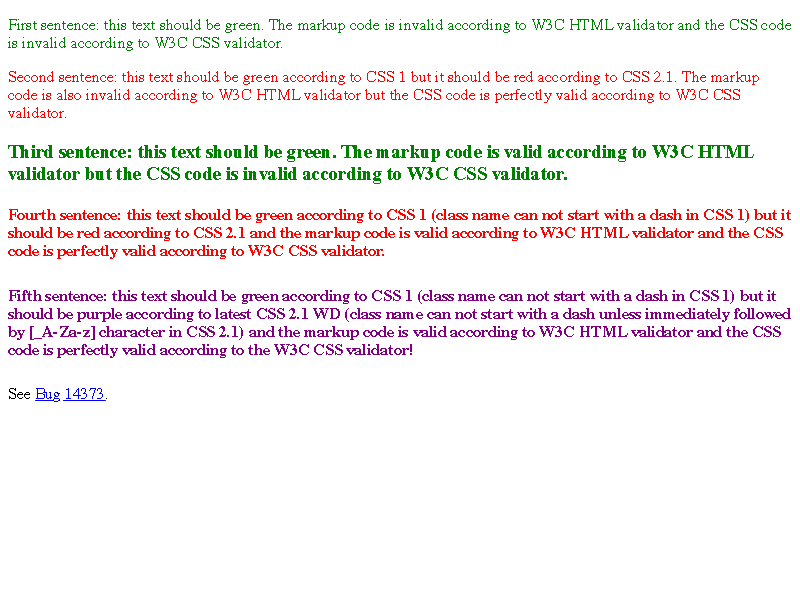 First sentence: this text should be green. The markup code is invalid according to W3C HTML validator and the CSS code
is invalid according to W3C CSS validator.
Second sentence: this text should be green according to CSS 1 but it should be red according to CSS 2.1. The markup
code is also invalid according to W3C HTML validator but the CSS code is perfectly valid according to W3C CSS
validator.
Third sentence: this text should be green. The markup code is valid according to W3C HTML
validator but the CSS code is invalid according to W3C CSS validator.
Fourth sentence: this text should be green according to CSS 1 (class name can not start with a dash in CSS 1) but it
should be red according to CSS 2.1 and the markup code is valid according to W3C HTML validator and the CSS
code is perfectly valid according to W3C CSS validator.
Fifth sentence: this text should be green according to CSS 1 (class name can not start with a dash in CSS 1) but it
should be purple according to latest CSS 2.1 WD (class name can not start with a dash unless immediately followed
by [_A-Za-z] character in CSS 2.1) and the markup code is valid according to W3C HTML validator and the CSS
code is perfectly valid according to the W3C CSS validator!
See Bug 14373.